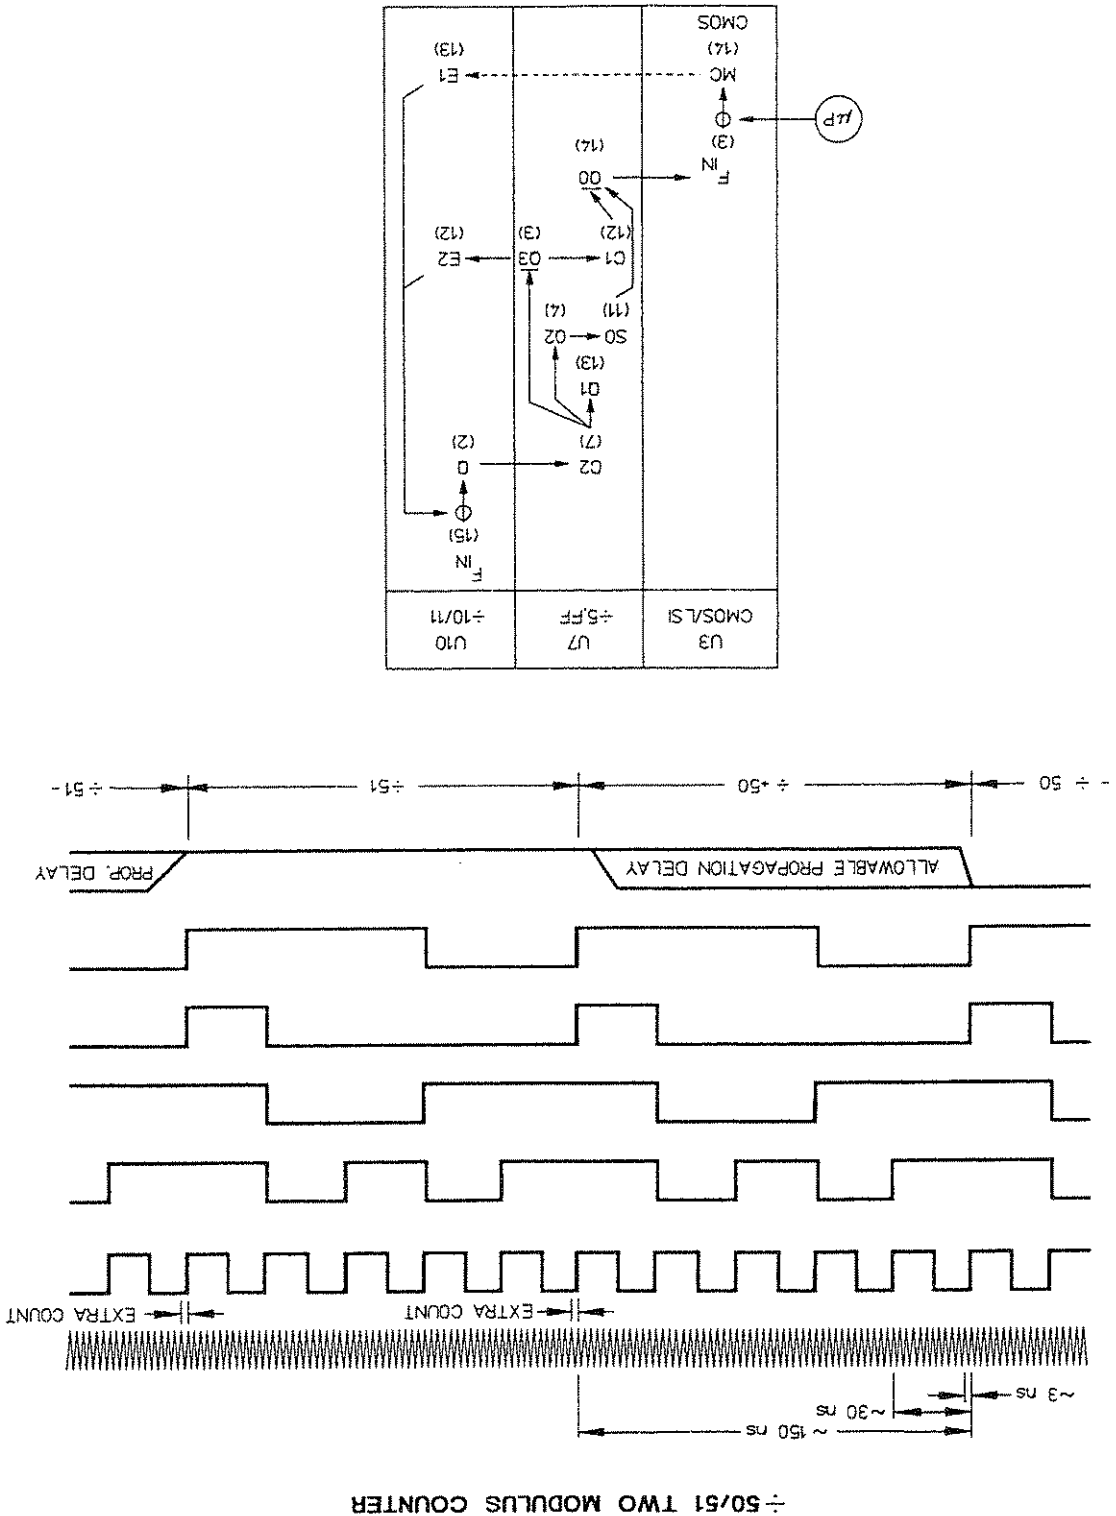 ÷50/51 TWO MODULUS COUNTER
~150 ns
~30 ns
~3 ns
EXTRA COUNT
EXTRA COUNT
ALLOWABLE PROPAGATION DELAY
PROP. DELAY
- ÷ 50
÷ •50
÷51
÷ 51 -
U3
CMOS/LSI
U7
÷5,FF
U10
÷10/11
F IN
(15)
C2
(7)
Q
(2)
Q1
(13)
S0
(11)
Q2
(4)
C1
(12)
Q3
(3)
E2
(12)
Q0
(14)
F IN
(3)
μP
MC
(14)
CMOS
E1
(13)